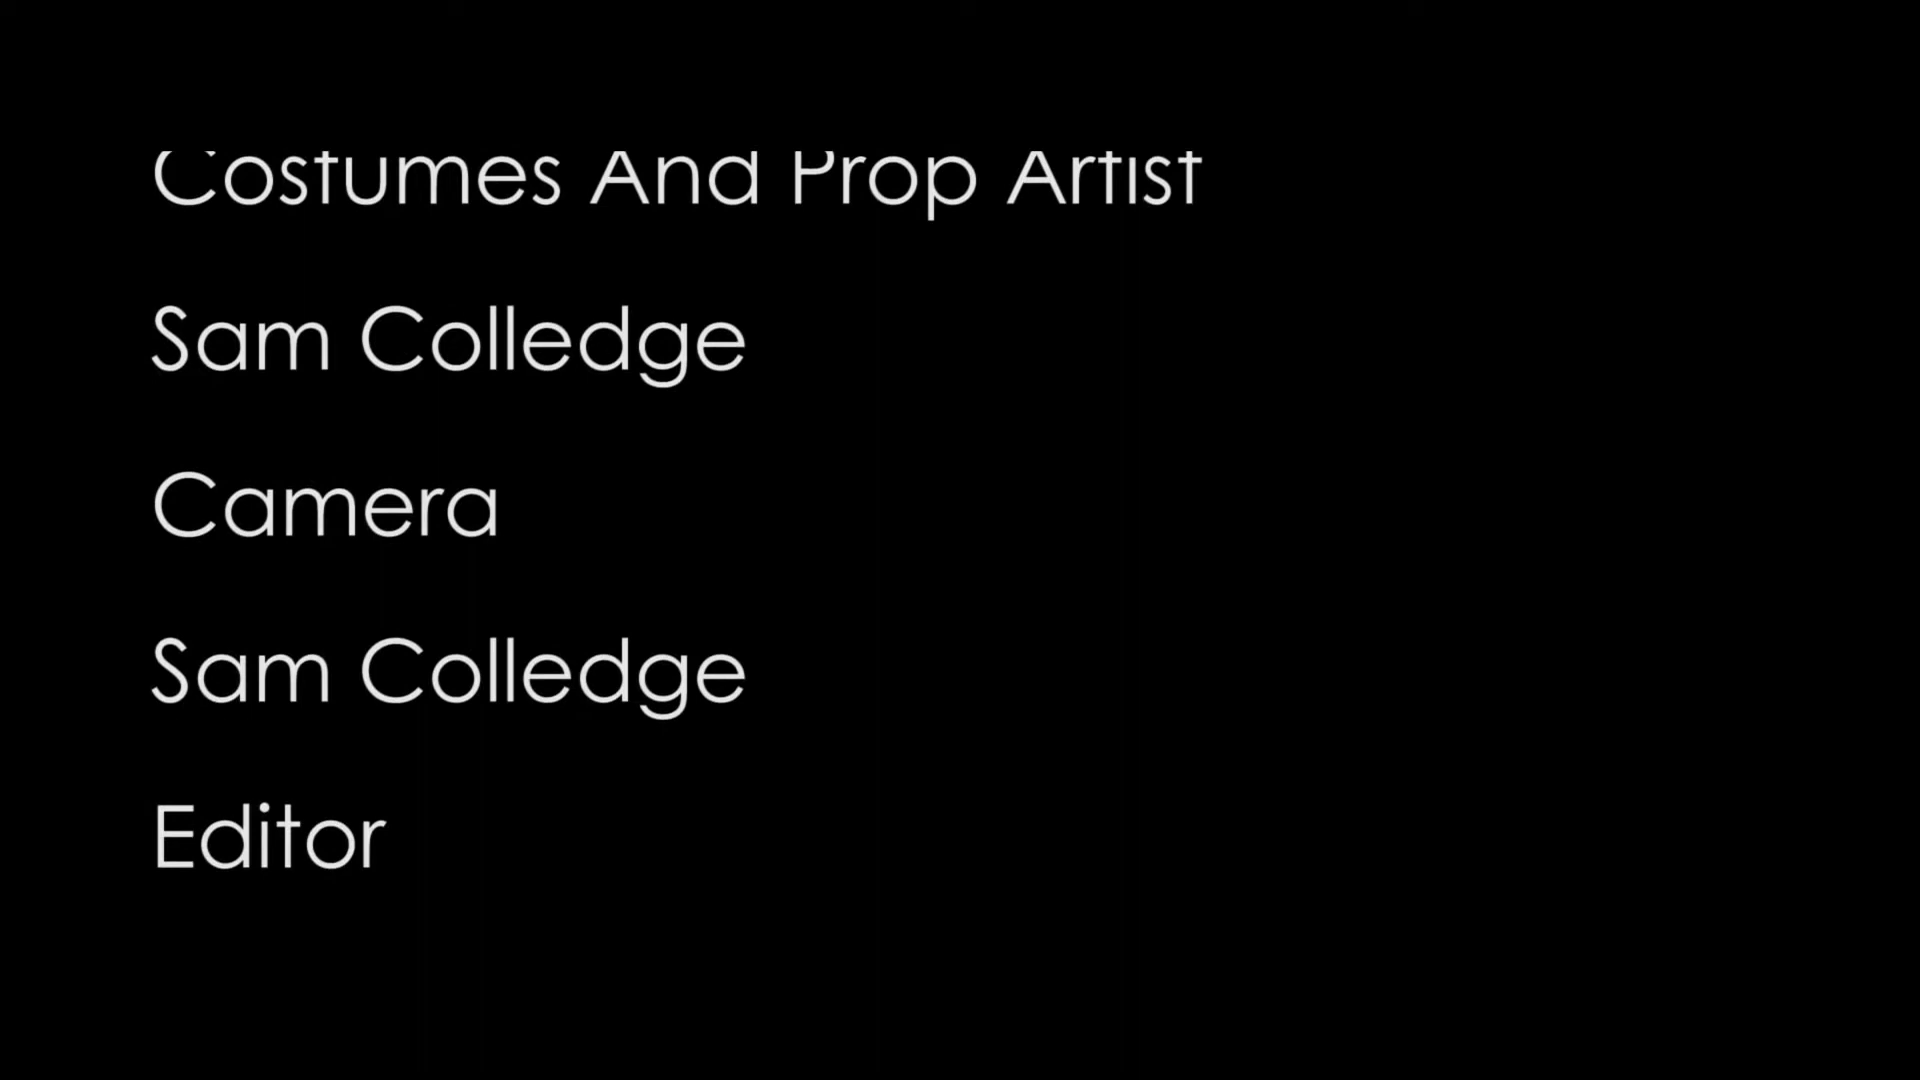 Costumes And Prop Artist
Sam Colledge
Camera
Sam Colledge
Editor